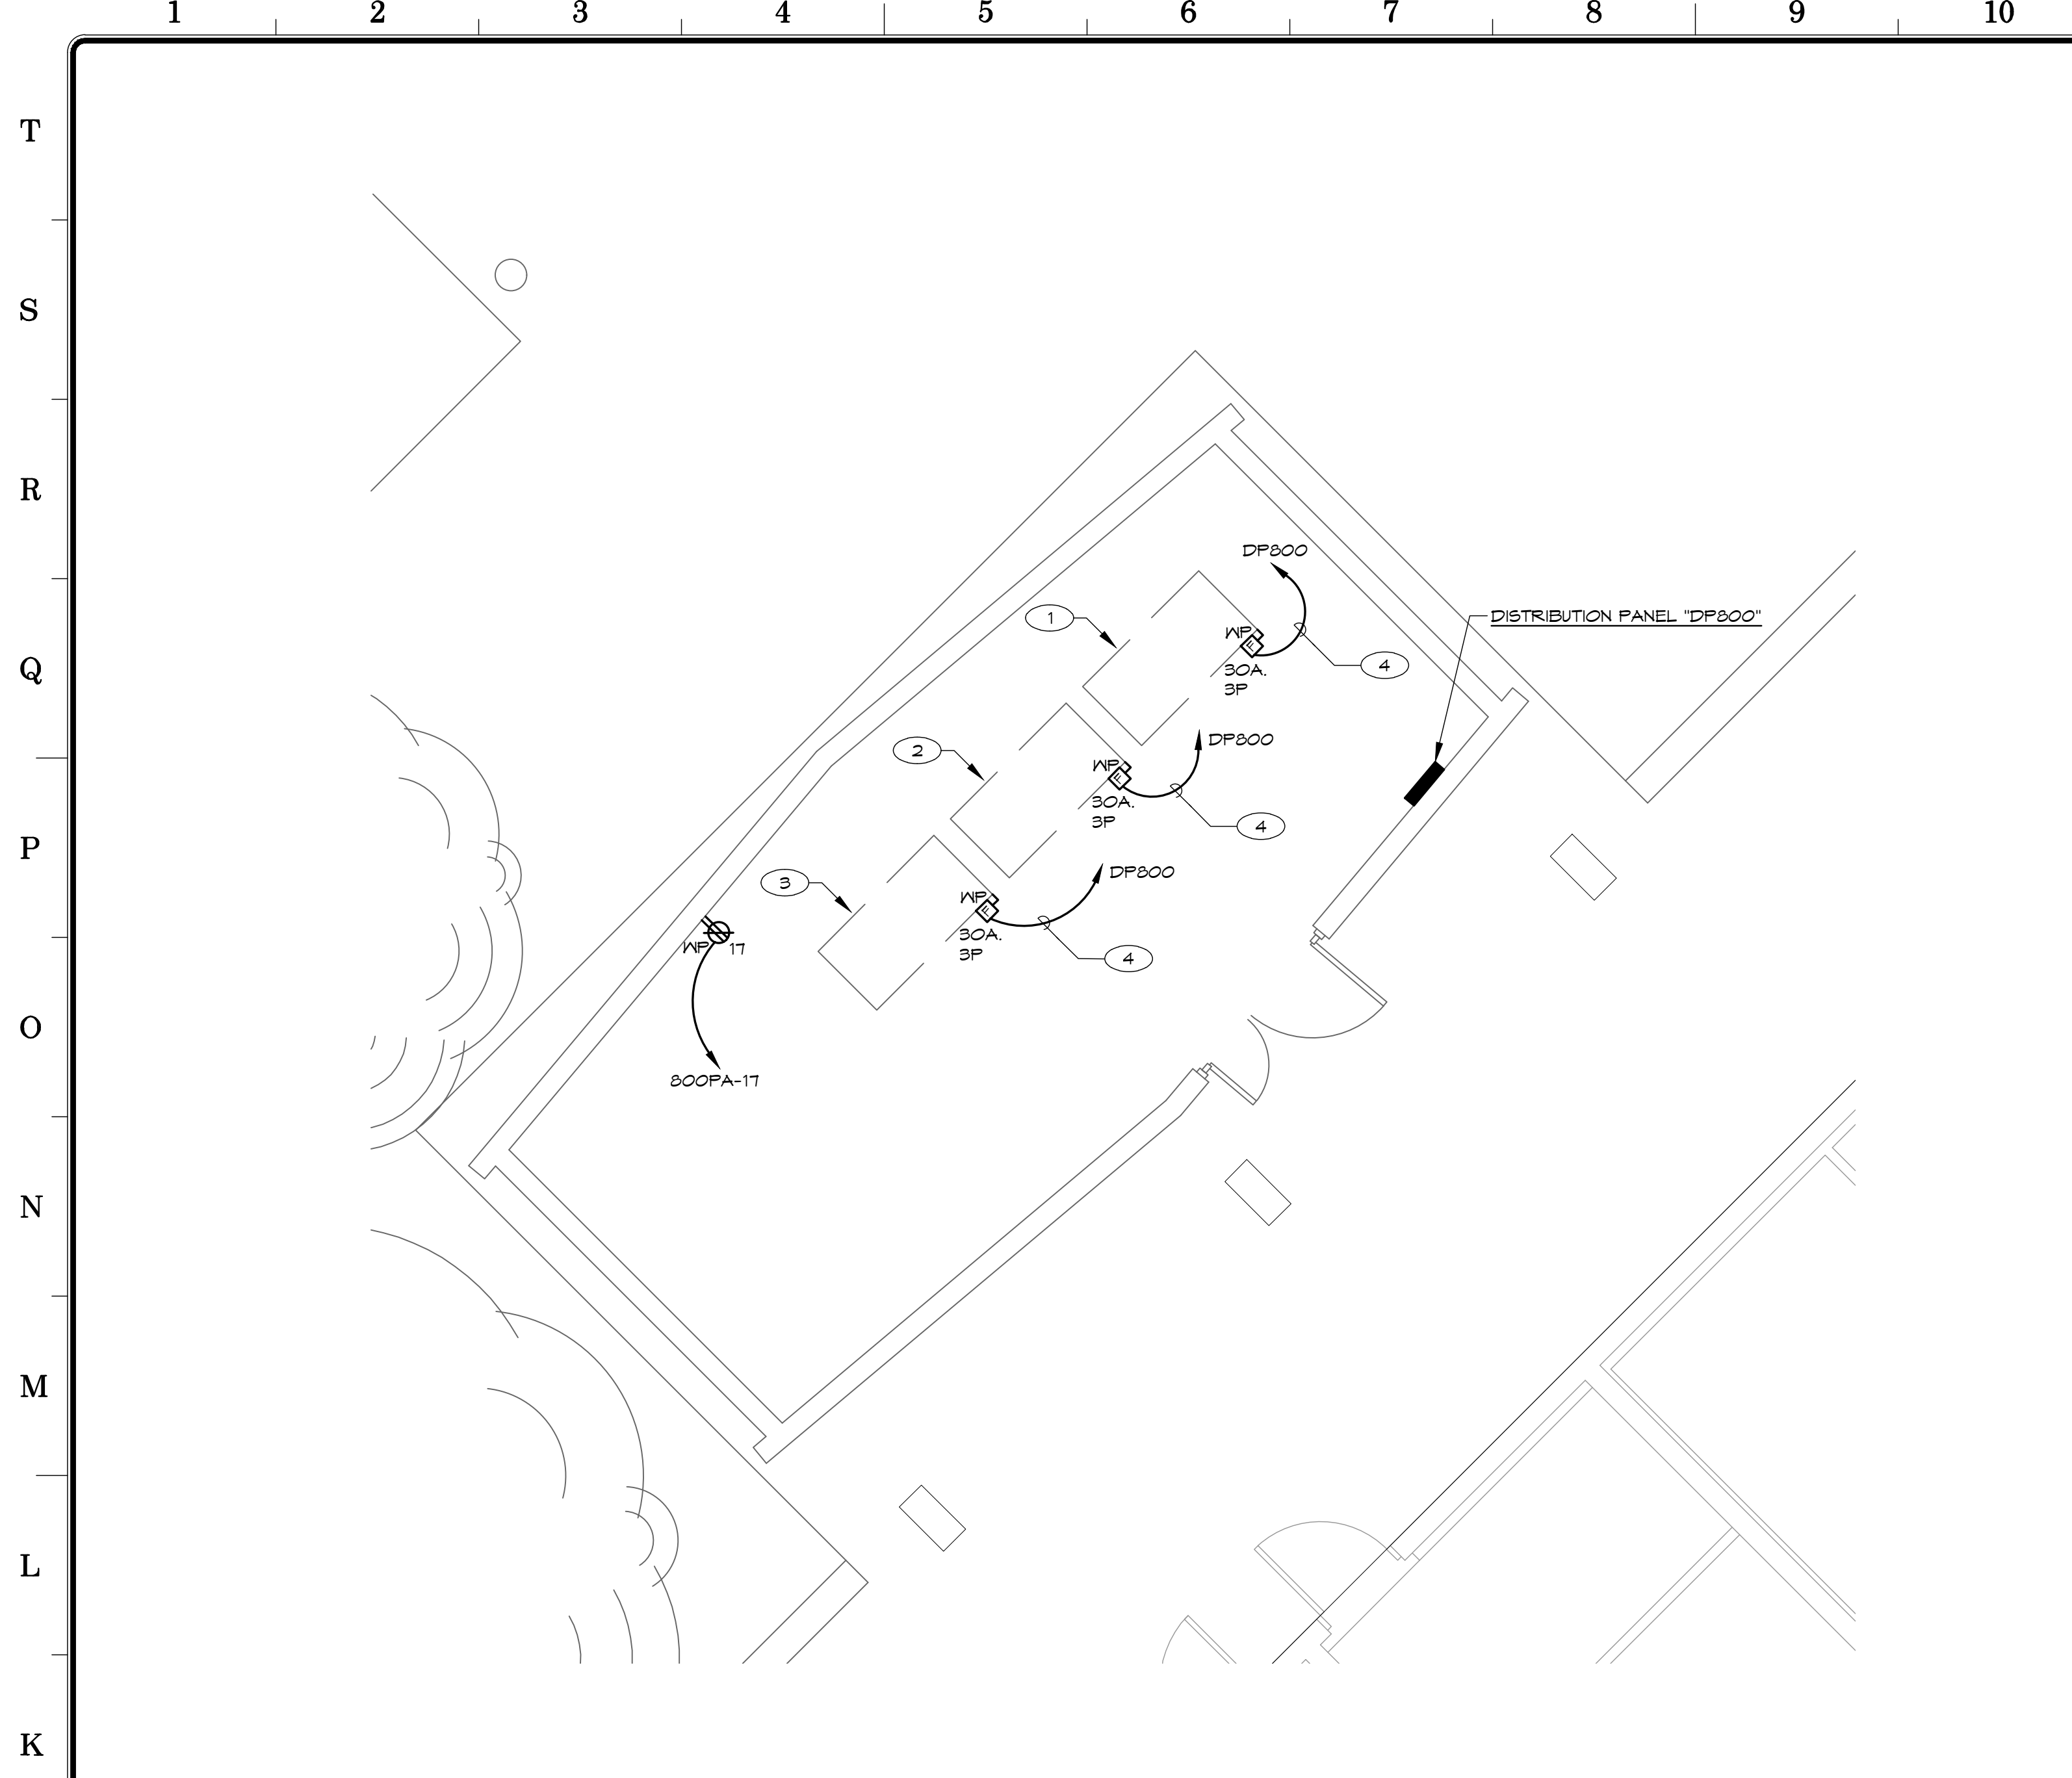 1 2 3 4 5 6 7 8 9 10
T
S
R
Q
P
O
N
M
L
K
DP800
1
DISTRIBUTION PANEL "DP800"
WP
F
4
30A.
3P
2
DP800
WP
F
30A.
3P
4
3
DP800
WP
F
30A.
3P
4
WP 17
800PA-17